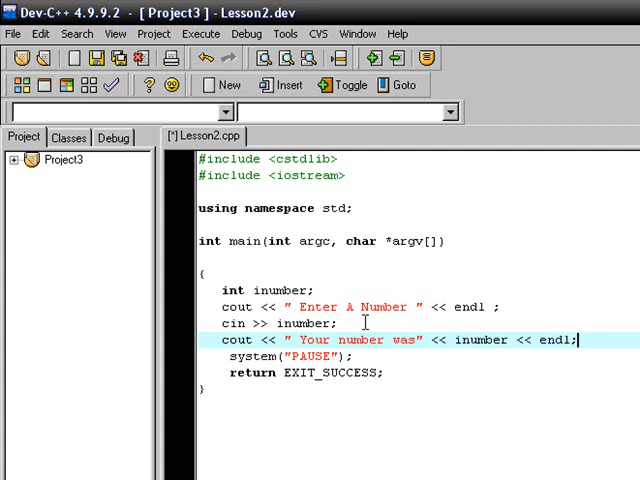 Dev-C++ 4.9.9.2 - [ Project3 ] - Lesson2.dev
File Edit Search View Project Execute Debug Tools CVS Window Help
New Insert Toggle Goto
Project Classes Debug [*] Lesson2.cpp
Project3
#include <cstdlib>
#include <iostream>
using namespace std;
int main(int argc, char *argv[])
{
int inumber;
cout << " Enter A Number " << endl ;
cin >> inumber;
cout << " Your number was" << inumber << endl;
system("PAUSE");
return EXIT_SUCCESS;
}